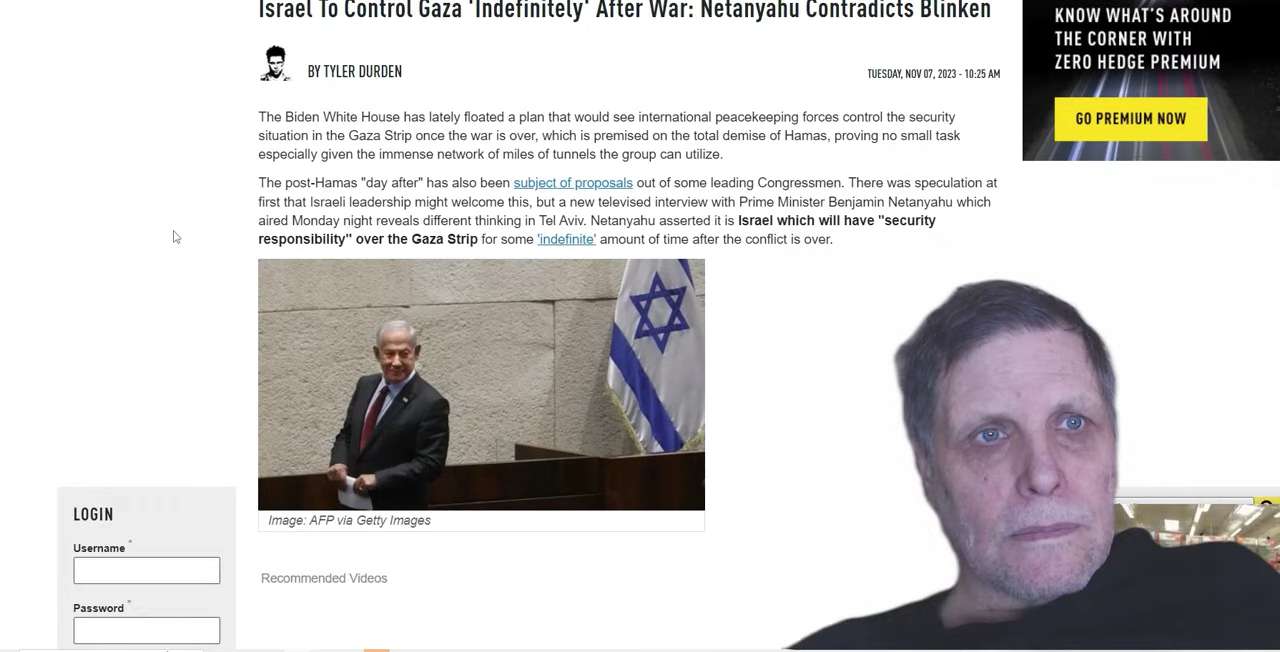 Israel To Control Gaza 'Indefinitely' After War: Netanyahu Contradicts Blinken
BY TYLER DURDEN
TUESDAY, NOV 07, 2023 - 10:25 AM
The Biden White House has lately floated a plan that would see international peacekeeping forces control the security
situation in the Gaza Strip once the war is over, which is premised on the total demise of Hamas, proving no small task
especially given the immense network of miles of tunnels the group can utilize.
The post-Hamas "day after" has also been subject of proposals out of some leading Congressmen. There was speculation at
first that Israeli leadership might welcome this, but a new televised interview with Prime Minister Benjamin Netanyahu which
aired Monday night reveals different thinking in Tel Aviv. Netanyahu asserted it is Israel which will have "security
responsibility" over the Gaza Strip for some 'indefinite' amount of time after the conflict is over.
Image: AFP via Getty Images
Recommended Videos
LOGIN
Username *
Password *
KNOW WHAT'S AROUND
THE CORNER WITH
ZERO HEDGE PREMIUM
GO PREMIUM NOW